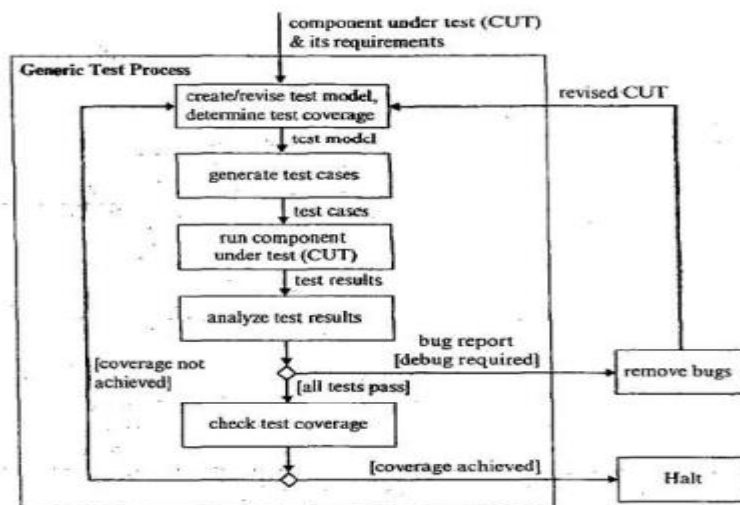 component under test (CUT)
& its requirements
Generic Test Process
create/revise test model,
determine test coverage
revised CUT
test model
generate test cases
test cases
run component
under test (CUT)
test results
analyze test results
bug report
[debug required]
[coverage not
achieved]
remove bugs
[all tests pass]
check test coverage
[coverage achieved]
Halt